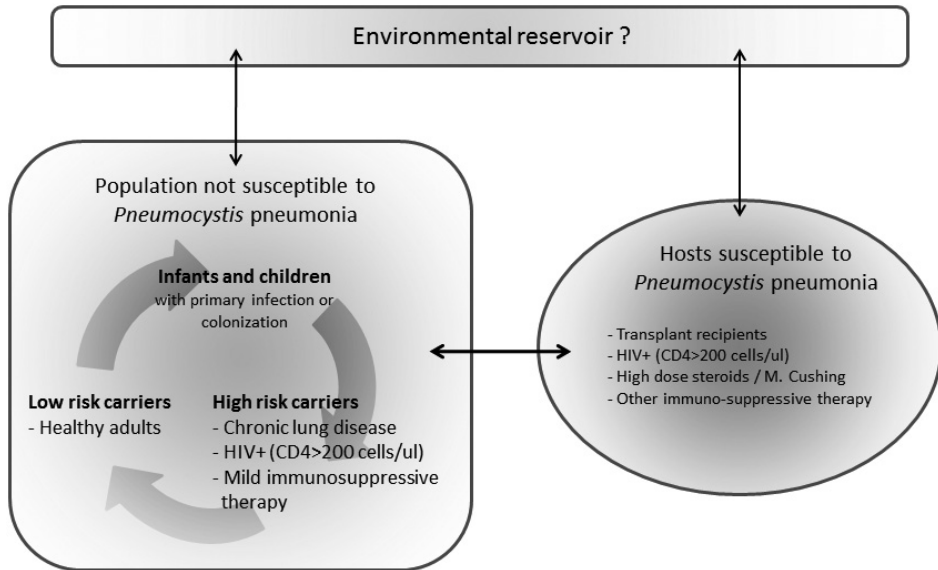 Environmental reservoir ?
Population not susceptible to
Pneumocystis pneumonia
Infants and children
with primary infection or
colonization
Low risk carriers
- Healthy adults
High risk carriers
- Chronic lung disease
- HIV+ (CD4>200 cells/ul)
- Mild immunosuppressive
therapy
Hosts susceptible to
Pneumocystis pneumonia
- Transplant recipients
- HIV+ (CD4>200 cells/ul)
- High dose steroids / M. Cushing
- Other immuno-suppressive therapy